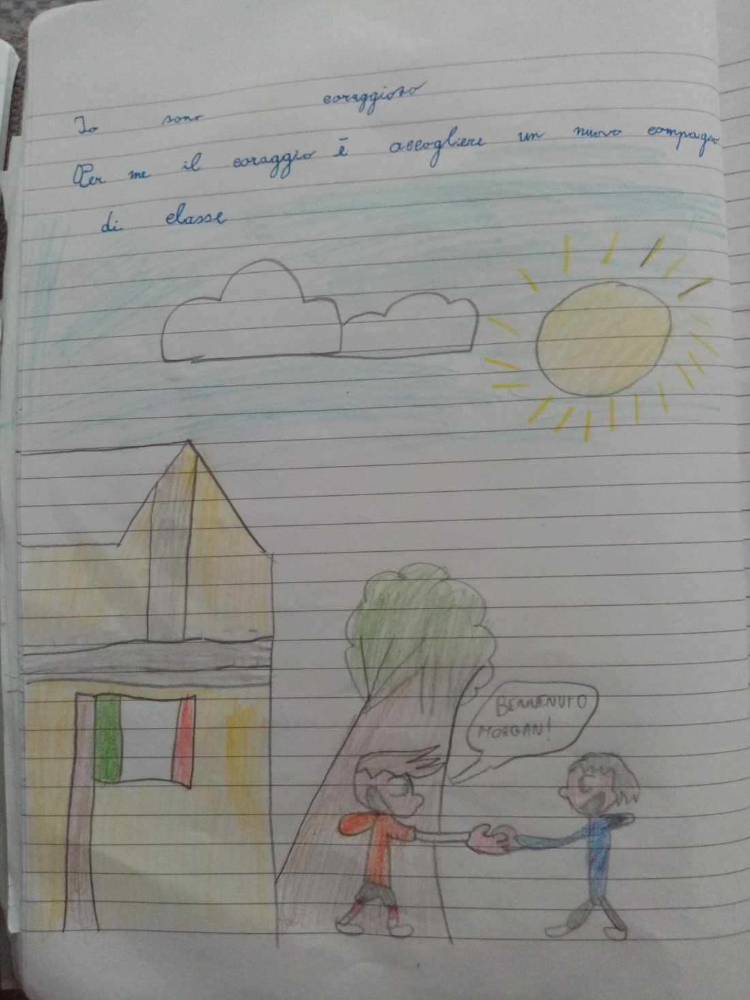 Io sono coraggioso
Per me il coraggio è accogliere un nuovo compagno
di classe
BENVENUTO
MORGAN!